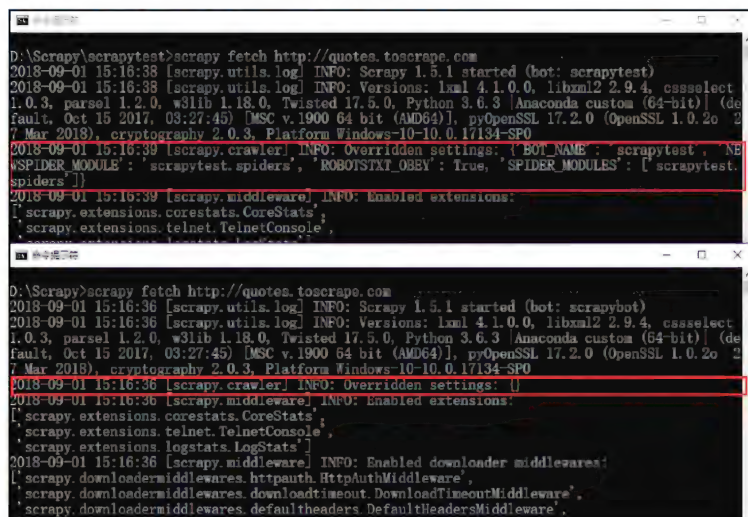 命令提示符
D:\Scrapy\scrapytest>scrapy fetch http://quotes.toscrape.com
2018-09-01 15:16:38 [scrapy.utils.log] INFO: Scrapy 1.5.1 started (bot: scrapytest)
2018-09-01 15:16:38 [scrapy.utils.log] INFO: Versions: lxml 4.1.0.0, libxml2 2.9.4, cssselect
1.0.3, parsel 1.2.0, w3lib 1.18.0, Twisted 17.5.0, Python 3.6.3 |Anaconda custom (64-bit)| (de
fault, Oct 15 2017, 03:27:45) [MSC v.1900 64 bit (AMD64)], pyOpenSSL 17.2.0 (OpenSSL 1.0.2o  2
7 Mar 2018), cryptography 2.0.3, Platform Windows-10-10.0.17134-SP0
2018-09-01 15:16:39 [scrapy.crawler] INFO: Overridden settings: {'BOT_NAME': 'scrapytest', 'NE
WSPIDER_MODULE': 'scrapytest.spiders', 'ROBOTSTXT_OBEY': True, 'SPIDER_MODULES': ['scrapytest.
spiders']}
2018-09-01 15:16:39 [scrapy.middleware] INFO: Enabled extensions:
['scrapy.extensions.corestats.CoreStats',
'scrapy.extensions.telnet.TelnetConsole',
命令提示符
D:\Scrapy>scrapy fetch http://quotes.toscrape.com
2018-09-01 15:16:36 [scrapy.utils.log] INFO: Scrapy 1.5.1 started (bot: scrapybot)
2018-09-01 15:16:36 [scrapy.utils.log] INFO: Versions: lxml 4.1.0.0, libxml2 2.9.4, cssselect
1.0.3, parsel 1.2.0, w3lib 1.18.0, Twisted 17.5.0, Python 3.6.3 |Anaconda custom (64-bit)| (de
fault, Oct 15 2017, 03:27:45) [MSC v.1900 64 bit (AMD64)], pyOpenSSL 17.2.0 (OpenSSL 1.0.2o  2
7 Mar 2018), cryptography 2.0.3, Platform Windows-10-10.0.17134-SP0
2018-09-01 15:16:36 [scrapy.crawler] INFO: Overridden settings: {}
2018-09-01 15:16:36 [scrapy.middleware] INFO: Enabled extensions:
['scrapy.extensions.corestats.CoreStats',
'scrapy.extensions.telnet.TelnetConsole',
'scrapy.extensions.logstats.LogStats']
2018-09-01 15:16:36 [scrapy.middleware] INFO: Enabled downloader middlewares:
['scrapy.downloadermiddlewares.httpauth.HttpAuthMiddleware',
'scrapy.downloadermiddlewares.downloadtimeout.DownloadTimeoutMiddleware',
'scrapy.downloadermiddlewares.defaultheaders.DefaultHeadersMiddleware',